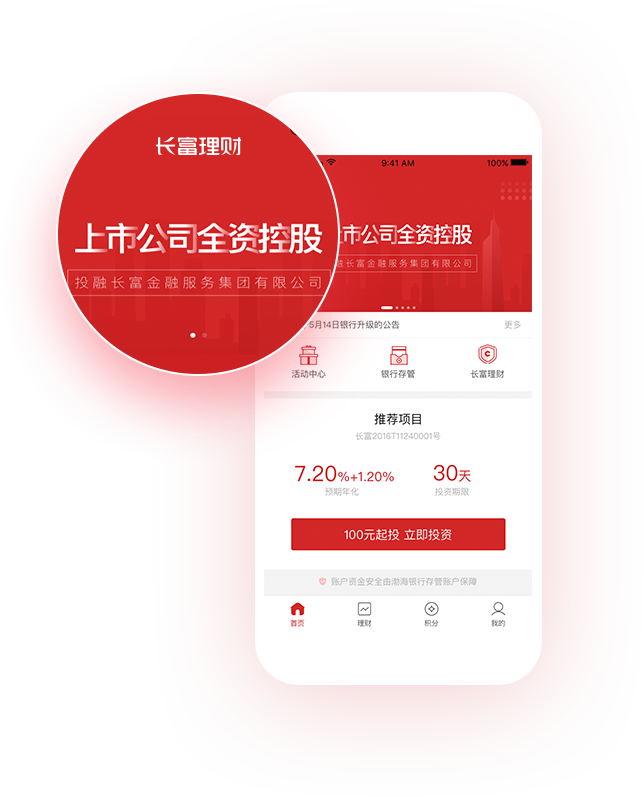 长富理财
上市公司全资控股
投融长富金融服务集团有限公司
9:41 AM
100%
市公司全资控股
融长富金融服务集团有限公司
5月14日银行升级的公告
更多
活动中心
银行存管
长富理财
推荐项目
长富2016T11240001号
7.20%+1.20%
30天
预期年化
投资期限
100元起投 立即投资
账户资金安全由渤海银行存管账户保障
首页
理财
积分
我的